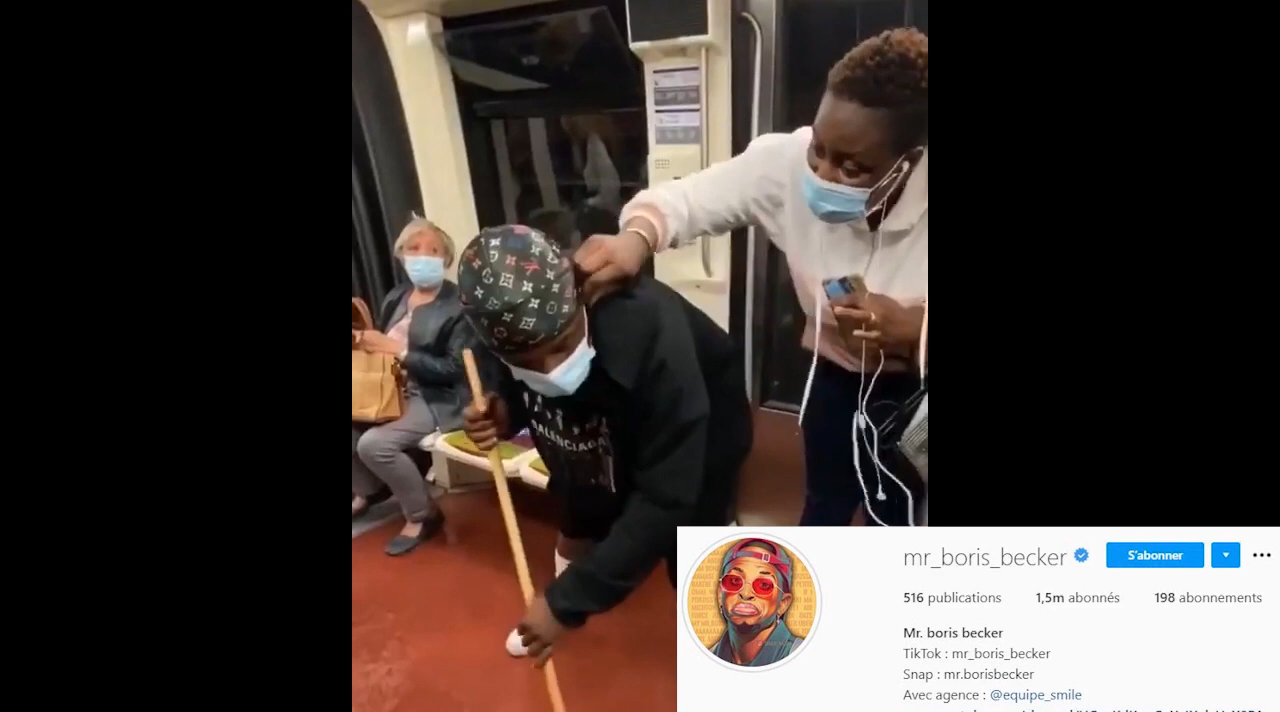 BALENCIAGA
mr_boris_becker
S'abonner
516 publications 1,5m abonnés 198 abonnements
Mr. boris becker
TikTok : mr_boris_becker
Snap : mr.borisbecker
Avec agence : @equipe_smile